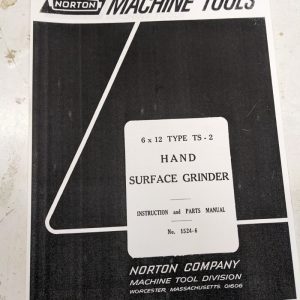 NORTON
MACHINE TOOLS
6 x 12 TYPE TS - 2
HAND
SURFACE GRINDER
INSTRUCTION and PARTS MANUAL
No. 1524-6
NORTON COMPANY
MACHINE TOOL DIVISION
WORCESTER, MASSACHUSETTS 01606